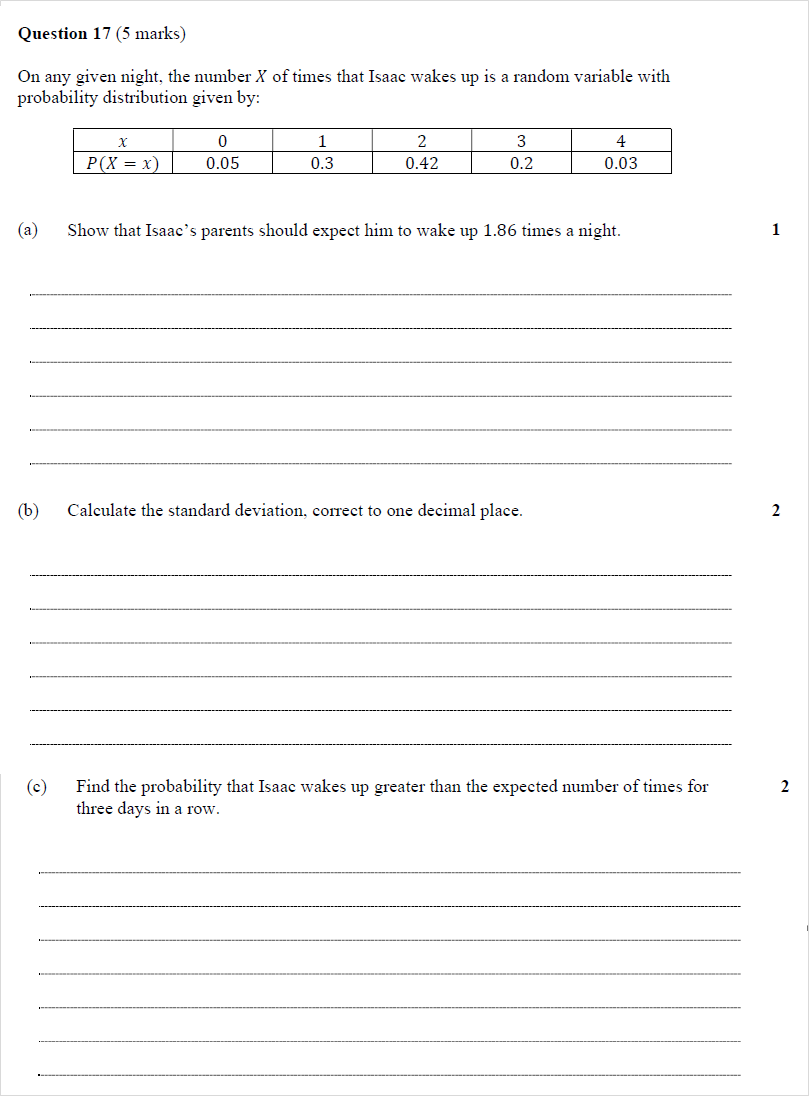 Question 17 (5 marks)
On any given night, the number X of times that Isaac wakes up is a random variable with
probability distribution given by:
x 0 1 2 3 4
P(X = x) 0.05 0.3 0.42 0.2 0.03
(a) Show that Isaac's parents should expect him to wake up 1.86 times a night. 1
(b) Calculate the standard deviation, correct to one decimal place. 2
(c) Find the probability that Isaac wakes up greater than the expected number of times for 2
three days in a row.